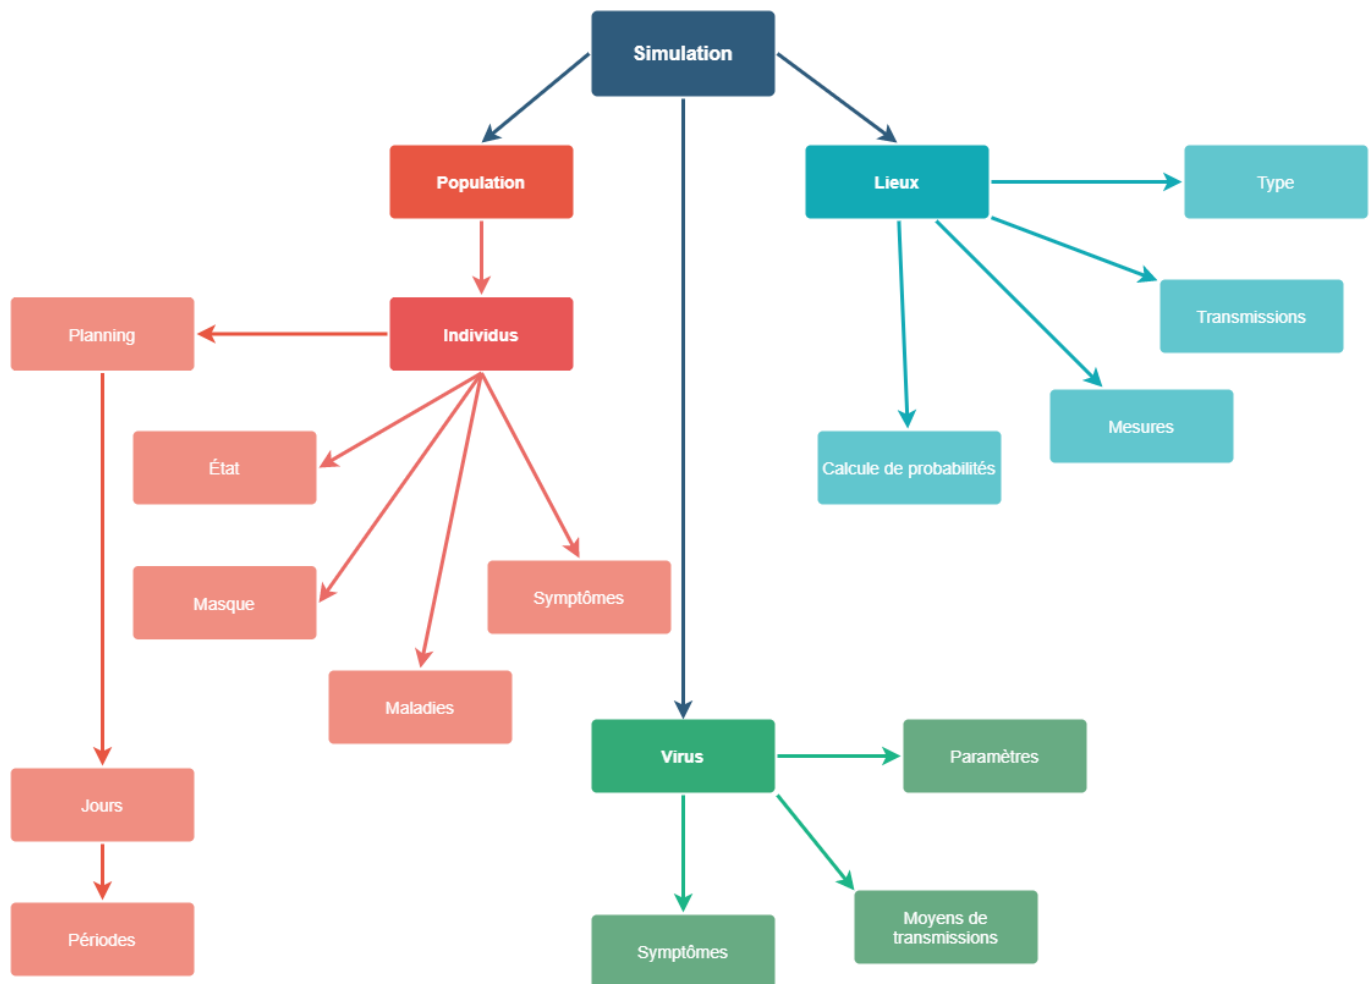 Simulation
Population
Lieux
Type
Planning
Individus
Transmissions
Mesures
État
Calcule de probabilités
Masque
Symptômes
Maladies
Virus
Paramètres
Jours
Moyens de
transmissions
Périodes
Symptômes